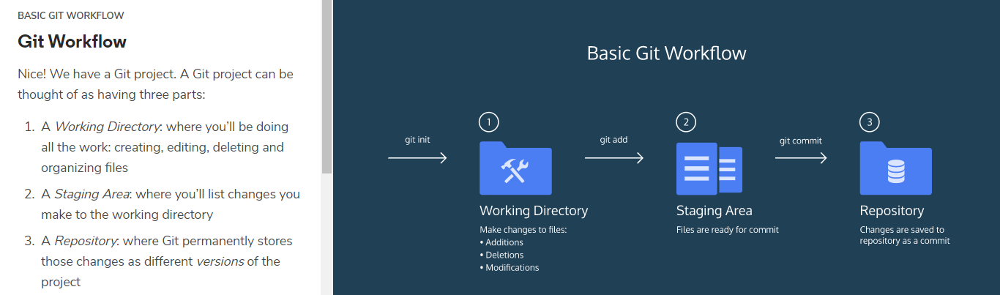 BASIC GIT WORKFLOW
Git Workflow
Nice! We have a Git project. A Git project can be
thought of as having three parts:
1. A Working Directory: where you’ll be doing
all the work: creating, editing, deleting and
organizing files
2. A Staging Area: where you’ll list changes you
make to the working directory
3. A Repository: where Git permanently stores
those changes as different versions of the
project
Basic Git Workflow
git init
1
git add
2
git commit
3
Working Directory
Make changes to files:
• Additions
• Deletions
• Modifications
Staging Area
Files are ready for commit
Repository
Changes are saved to
repository as a commit